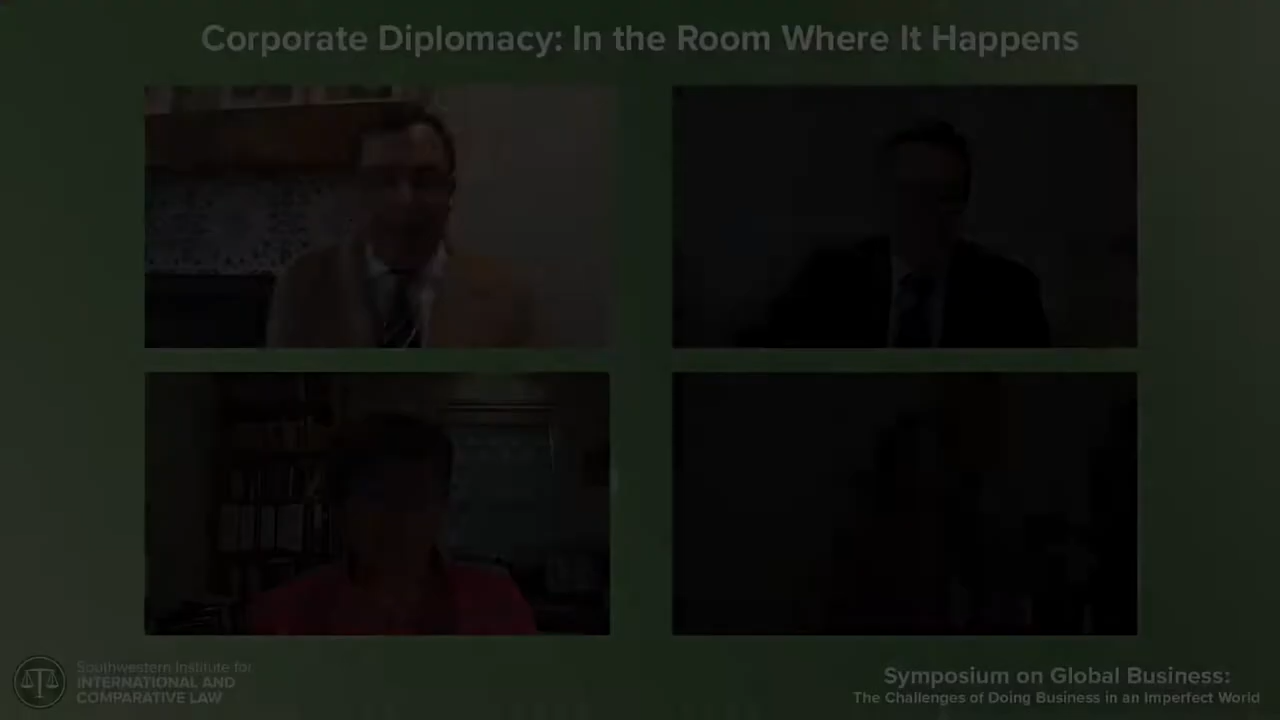 Corporate Diplomacy: In the Room Where It Happens
Southwestern Institute for
INTERNATIONAL AND
COMPARATIVE LAW
Symposium on Global Business:
The Challenges of Doing Business in an Imperfect World